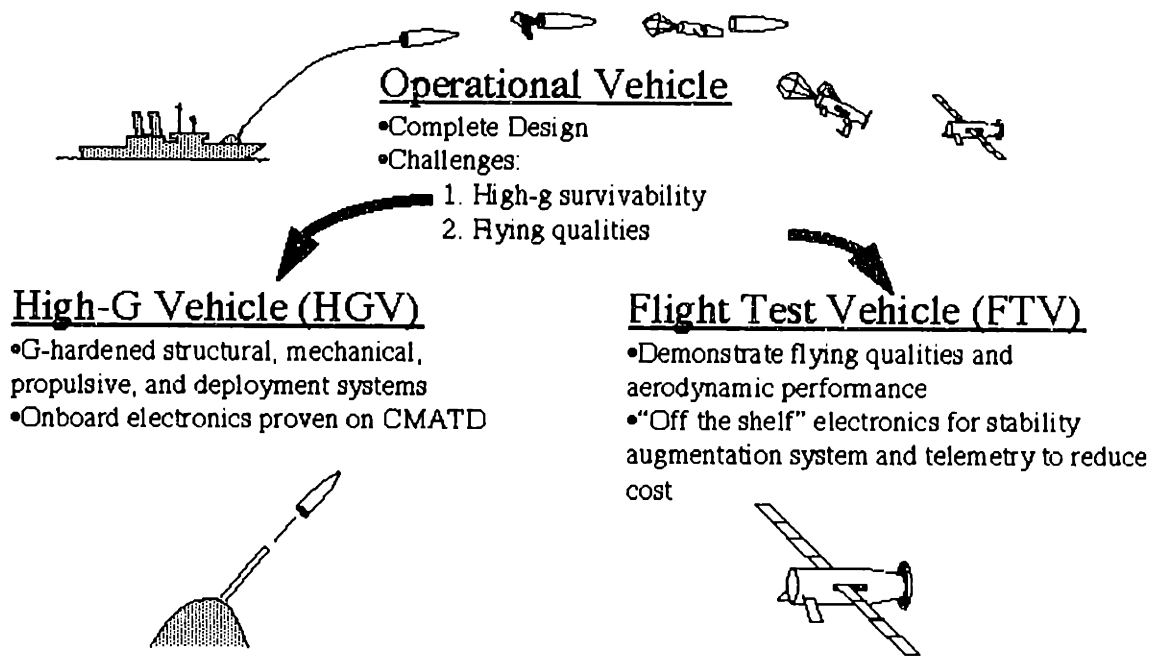 Operational Vehicle
•Complete Design
•Challenges:
1. High-g survivability
2. Flying qualities
High-G Vehicle (HGV)
•G-hardened structural, mechanical,
propulsive, and deployment systems
•Onboard electronics proven on CMATD
Flight Test Vehicle (FTV)
•Demonstrate flying qualities and
aerodynamic performance
•"Off the shelf" electronics for stability
augmentation system and telemetry to reduce
cost